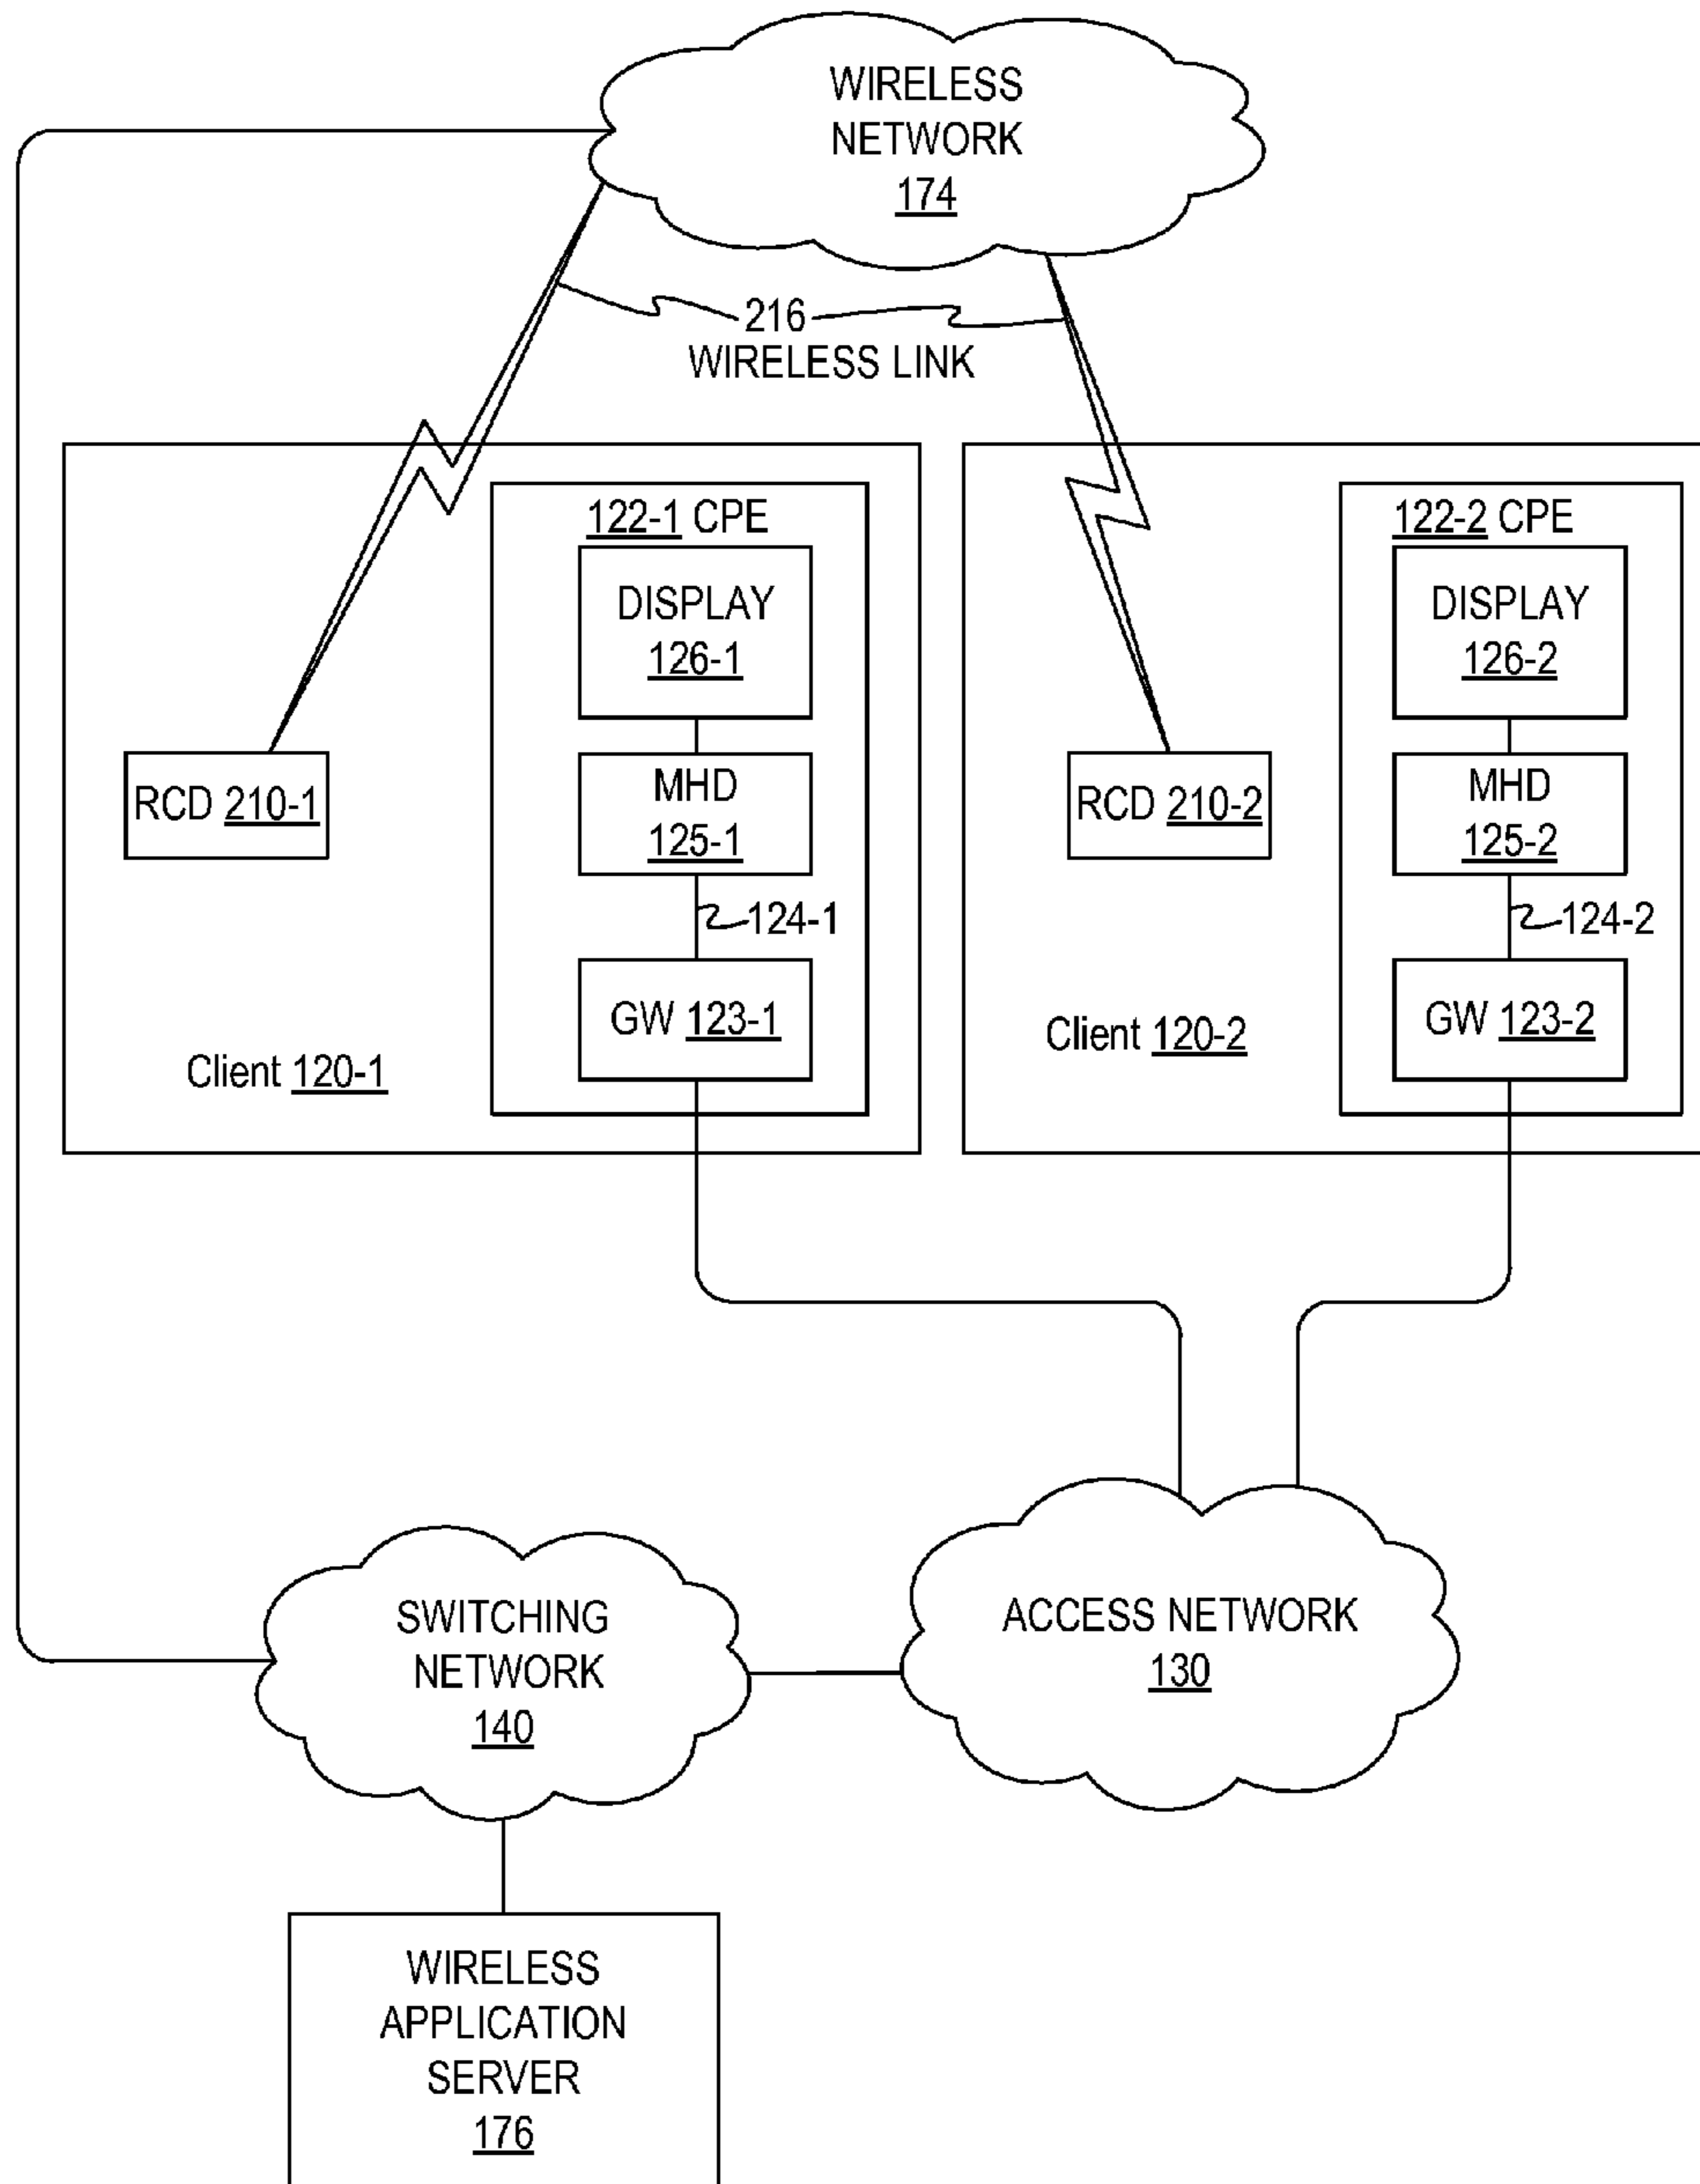 WIRELESS
NETWORK
174
216
WIRELESS LINK
122-1 CPE
DISPLAY
126-1
RCD 210-1
MHD
125-1
124-1
GW 123-1
Client 120-1
122-2 CPE
DISPLAY
126-2
RCD 210-2
MHD
125-2
124-2
GW 123-2
Client 120-2
SWITCHING
NETWORK
140
ACCESS NETWORK
130
WIRELESS
APPLICATION
SERVER
176